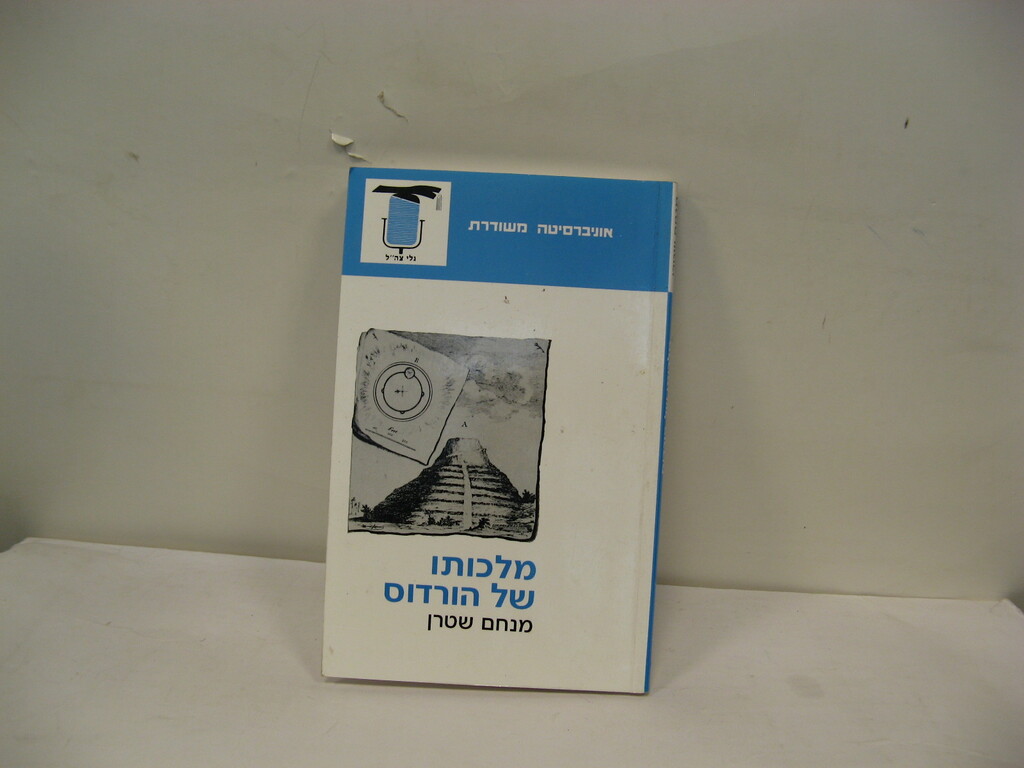 אוניברסיטה משודרת
גלי צה"ל
A
מלכותו
של הורדוס
מנחם שטרן